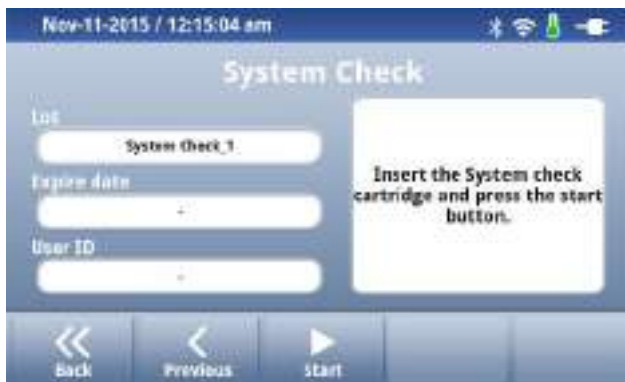 Nov-11-2015 / 12:15:04 am
System Check
Lot
System Check_1
Expire date
-
User ID
-
Insert the System check
cartridge and press the start
button.
Back
Previous
Start